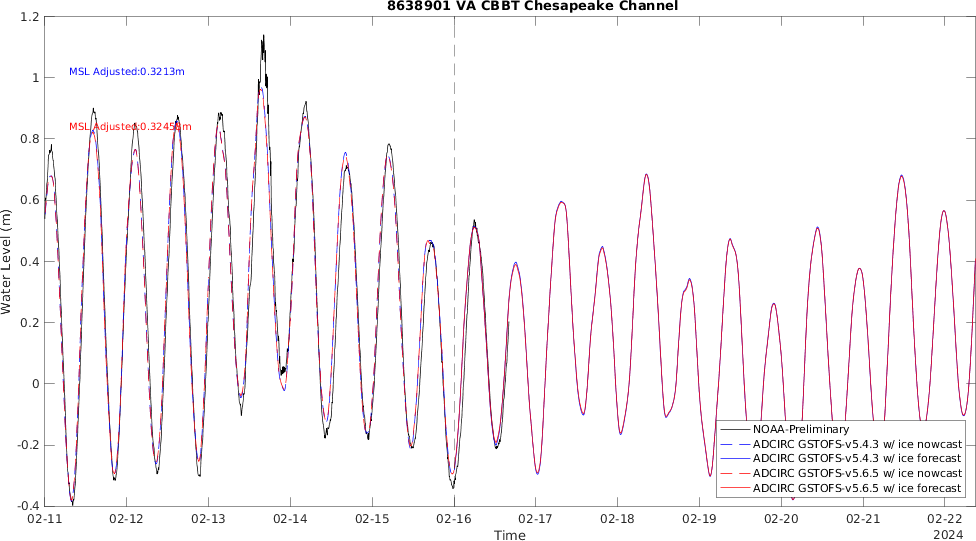 8638901 VA CBBT Chesapeake Channel
1.2
1
0.8
0.6
0.4
0.2
0
-0.2
-0.4
Water Level (m)
MSL Adjusted:0.3213m
MSL Adjusted:0.32453m
NOAA-Preliminary
ADCIRC GSTOFS-v5.4.3 w/ ice nowcast
ADCIRC GSTOFS-v5.4.3 w/ ice forecast
ADCIRC GSTOFS-v5.6.5 w/ ice nowcast
ADCIRC GSTOFS-v5.6.5 w/ ice forecast
02-11 02-12 02-13 02-14 02-15 02-16 02-17 02-18 02-19 02-20 02-21 02-22
2024
Time